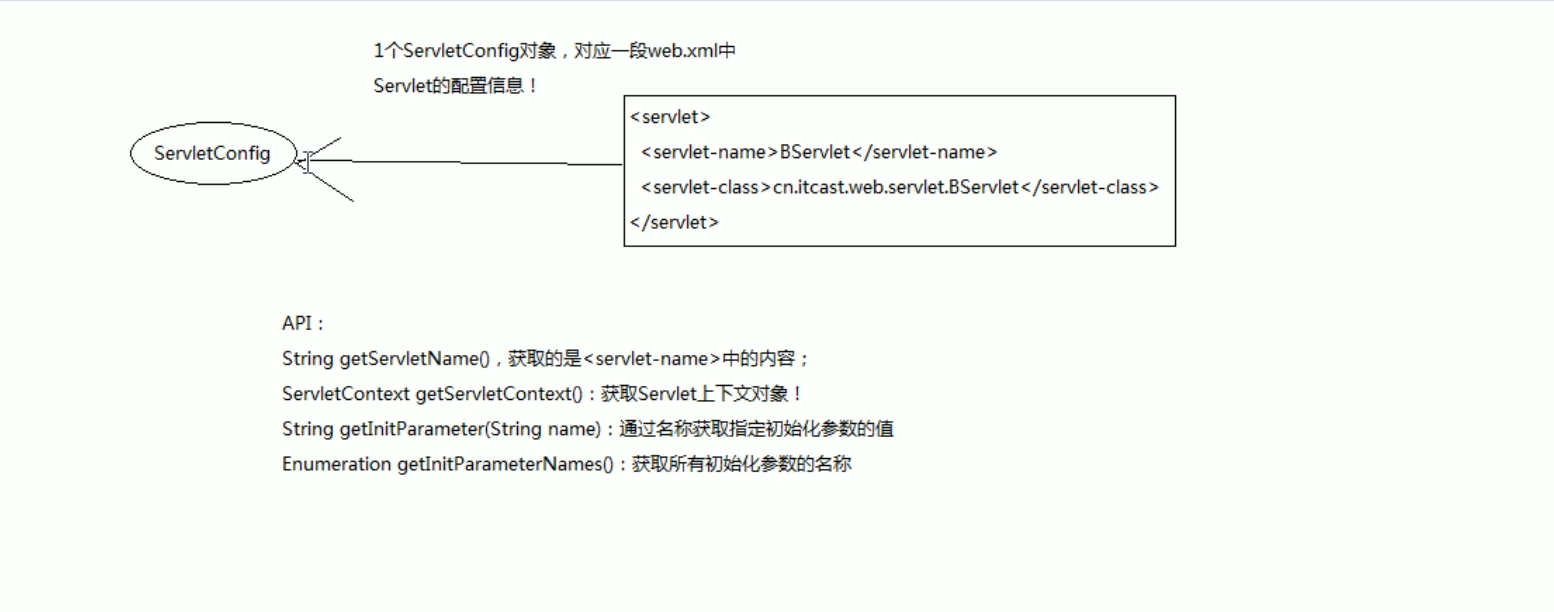 1个ServletConfig对象，对应一段web.xml中
Servlet的配置信息！
ServletConfig
<servlet>
<servlet-name>BServlet</servlet-name>
<servlet-class>cn.itcast.web.servlet.BServlet</servlet-class>
</servlet>
API：
String getServletName()，获取的是<servlet-name>中的内容；
ServletContext getServletContext()：获取Servlet上下文对象！
String getInitParameter(String name)：通过名称获取指定初始化参数的值
Enumeration getInitParameterNames()：获取所有初始化参数的名称